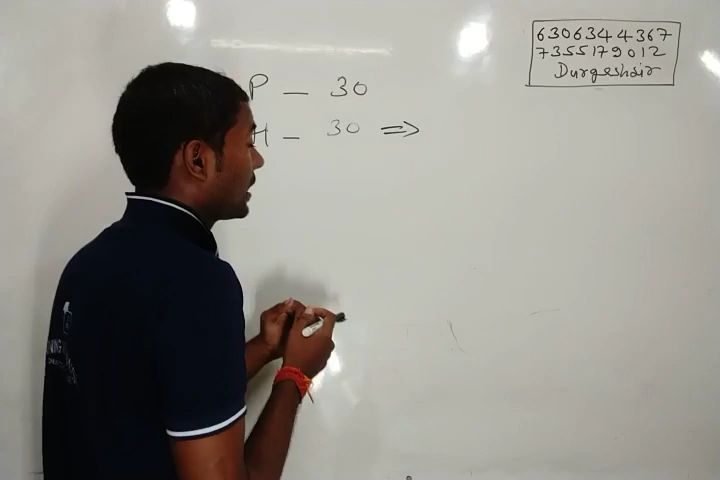 P - 30
H - 30 ⇒
6306344367
7355179012
Durgeshsir